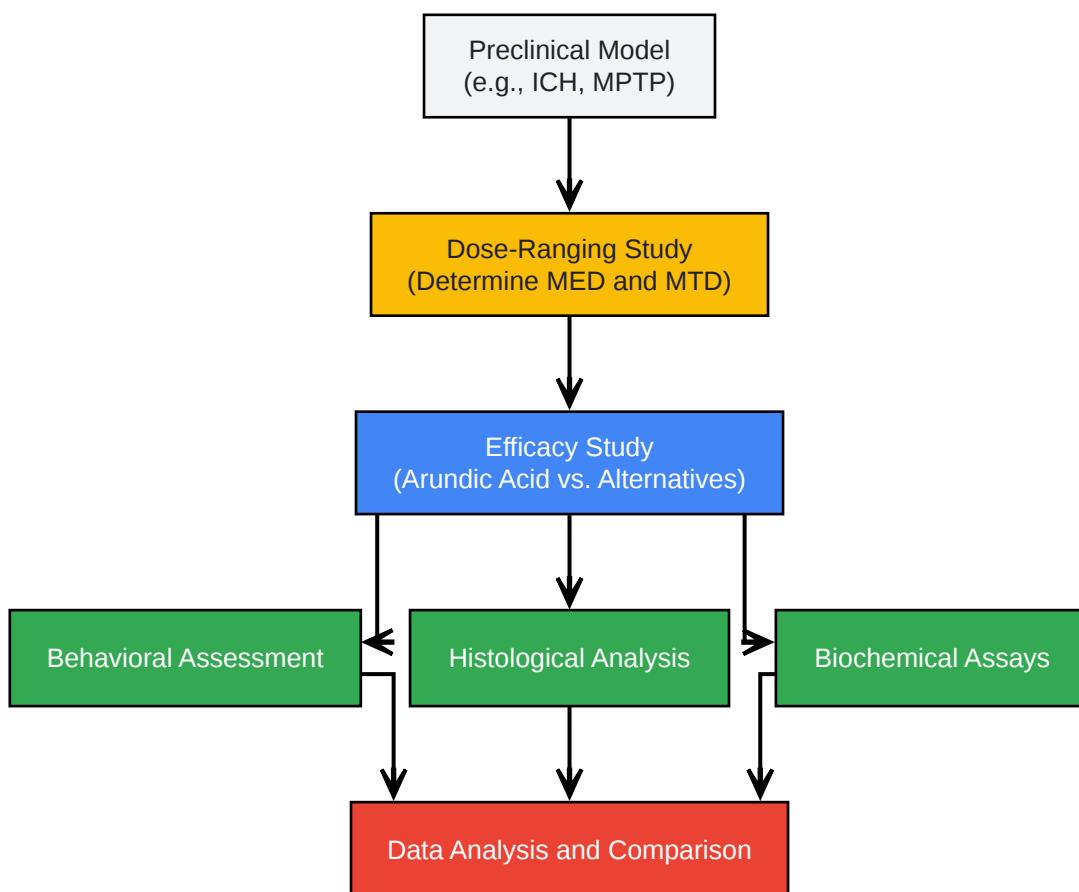 Preclinical Model
(e.g., ICH, MPTP)
Dose-Ranging Study
(Determine MED and MTD)
Efficacy Study
(Arundic Acid vs. Alternatives)
Behavioral Assessment
Histological Analysis
Biochemical Assays
Data Analysis and Comparison